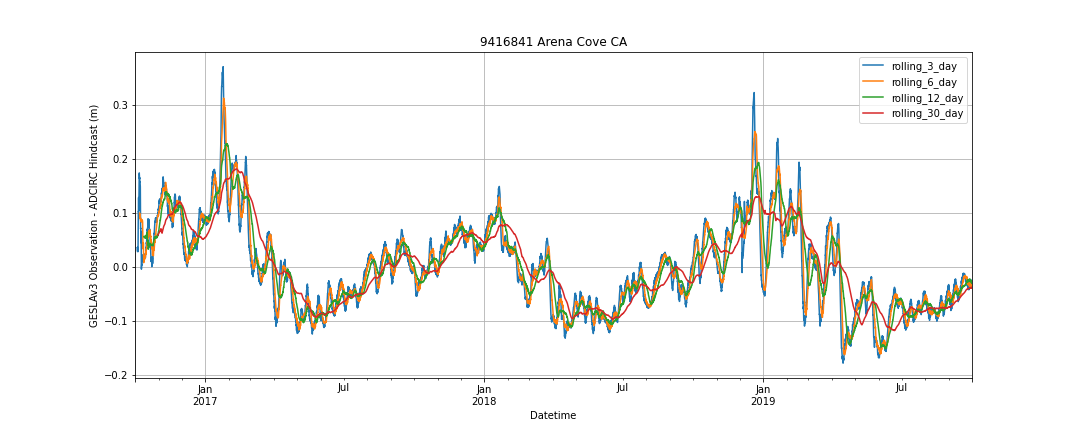 9416841 Arena Cove CA
GESLAv3 Observation - ADCIRC Hindcast (m)
0.3
0.2
0.1
0.0
−0.1
−0.2
rolling_3_day
rolling_6_day
rolling_12_day
rolling_30_day
Jan Jul Jan Jul Jan Jul
2017 2018 2019
Datetime